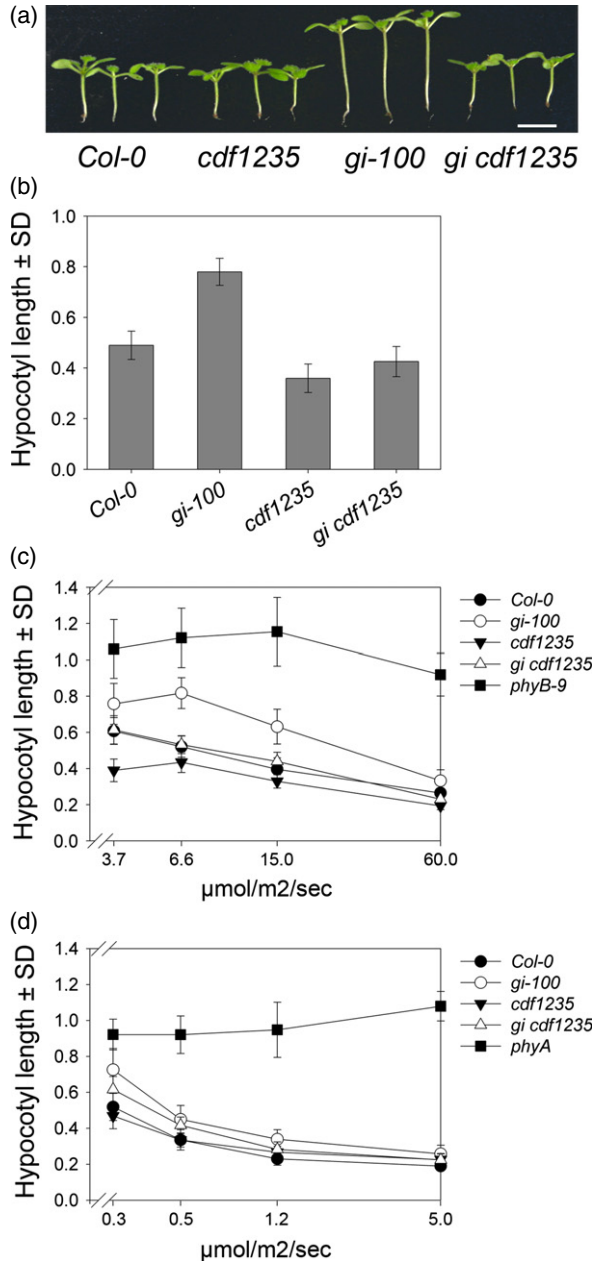 (a)
Col-0 cdf1235 gi-100 gi cdf1235
(b)
Hypocotyl length ± SD
1.0
0.8
0.6
0.4
0.2
0.0
Col-0 gi-100 cdf1235 gi cdf1235
(c)
Hypocotyl length ± SD
1.4
1.2
1.0
0.8
0.6
0.4
0.2
0.0
3.7 6.6 15.0 60.0
µmol/m2/sec
Col-0
gi-100
cdf1235
gi cdf1235
phyB-9
(d)
Hypocotyl length ± SD
1.4
1.2
1.0
0.8
0.6
0.4
0.2
0.0
0.3 0.5 1.2 5.0
µmol/m2/sec
Col-0
gi-100
cdf1235
gi cdf1235
phyA